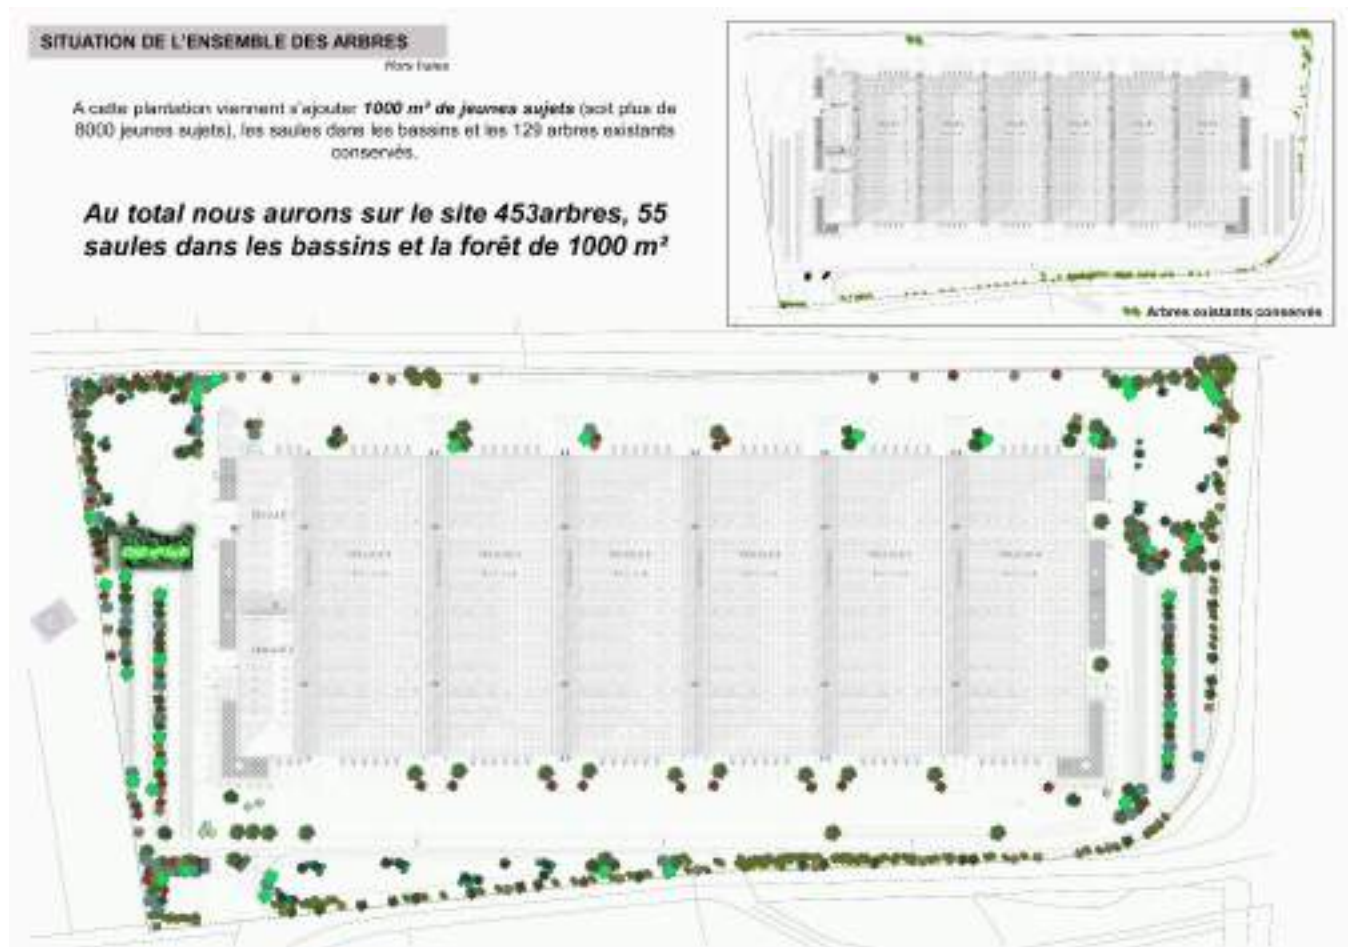 SITUATION DE L'ENSEMBLE DES ARBRES
Hors
A cette plantation viennent s'ajouter 1000 m² de jeunes sujets (soit plus de
8000 jeunes sujets), les saules dans les bassins et les 129 arbres existants
conservés.
Au total nous aurons sur le site 453arbres, 55
saules dans les bassins et la forêt de 1000 m²
Arbres existants conservés